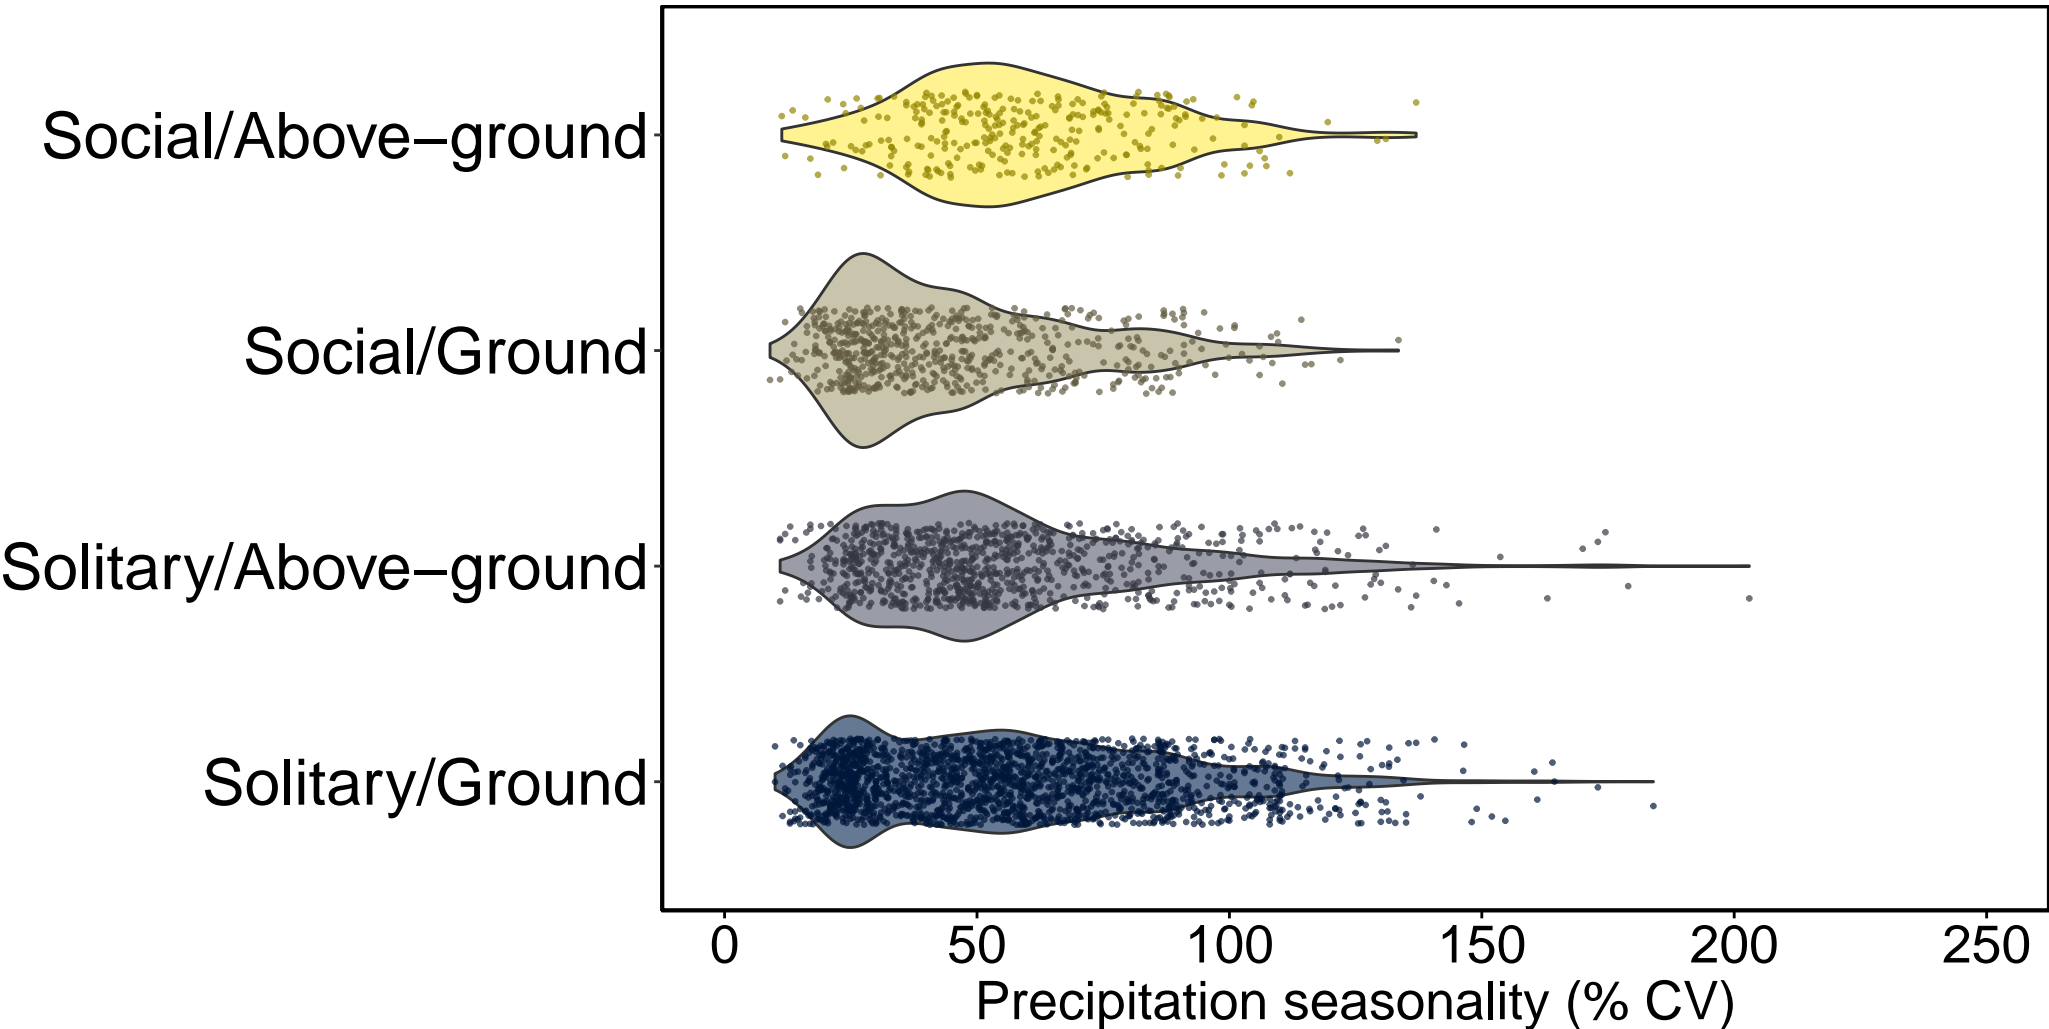 Social/Above−ground
Social/Ground
Solitary/Above−ground
Solitary/Ground
0 50 100 150 200 250
Precipitation seasonality (% CV)